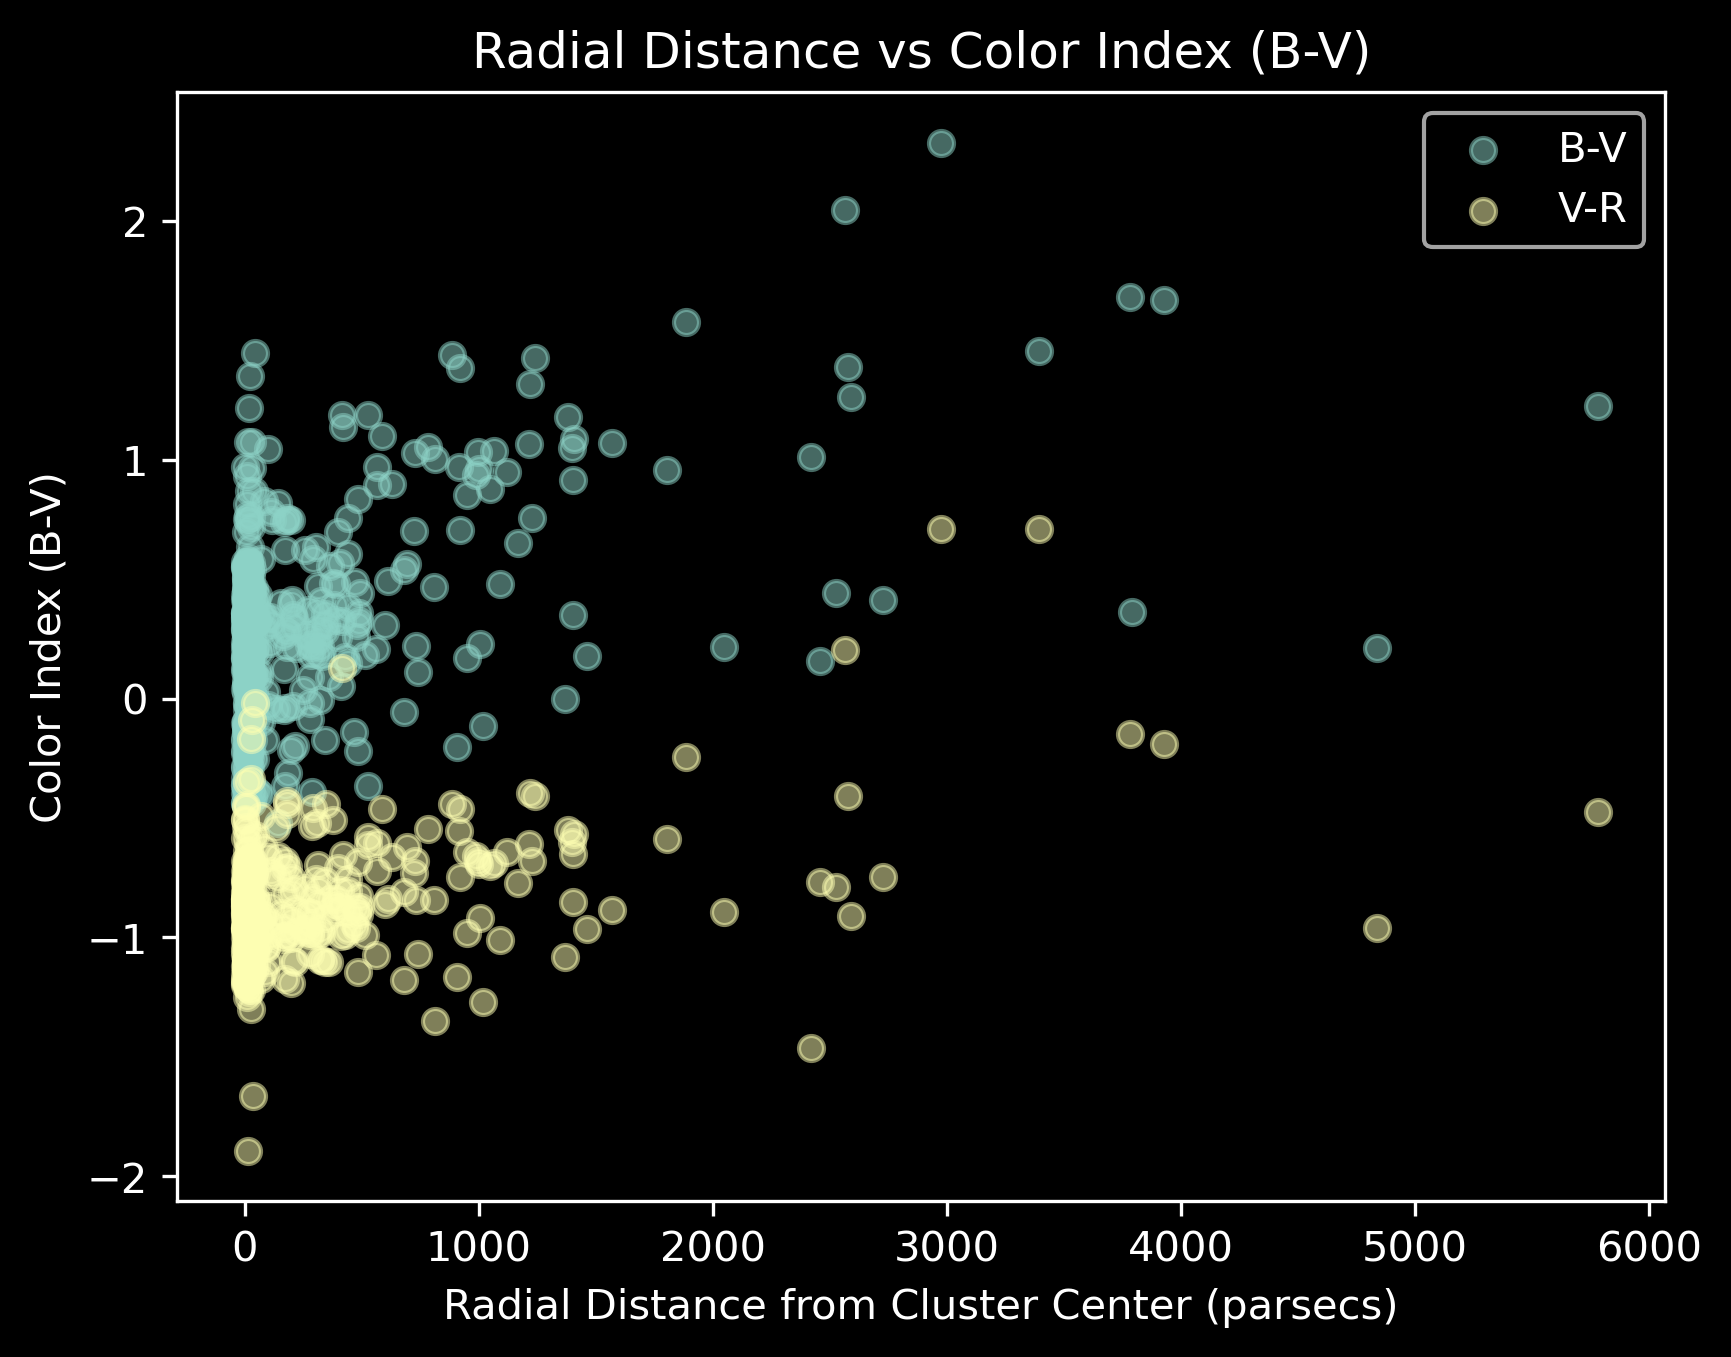 Radial Distance vs Color Index (B-V)
B-V
V-R
Color Index (B-V)
2
1
0
−1
−2
0 1000 2000 3000 4000 5000 6000
Radial Distance from Cluster Center (parsecs)